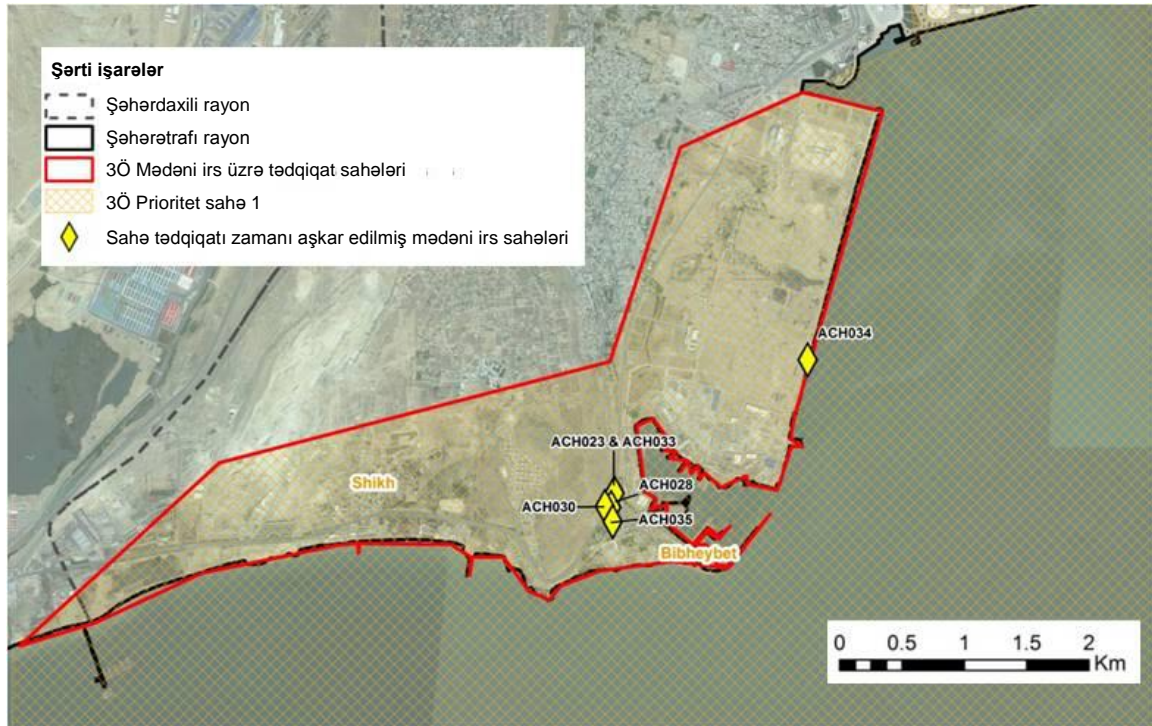 Şərti işarələr
Şəhərdaxili rayon
Şəhərətrafı rayon
3Ö Mədəni irs üzrə tədqiqat sahələri
3Ö Prioritet sahə 1
Sahə tədqiqatı zamanı aşkar edilmiş mədəni irs sahələri
ACH034
ACH023 & ACH033
Shikh
ACH028
ACH030
ACH035
Bibheybet
0 0.5 1 1.5 2
Km